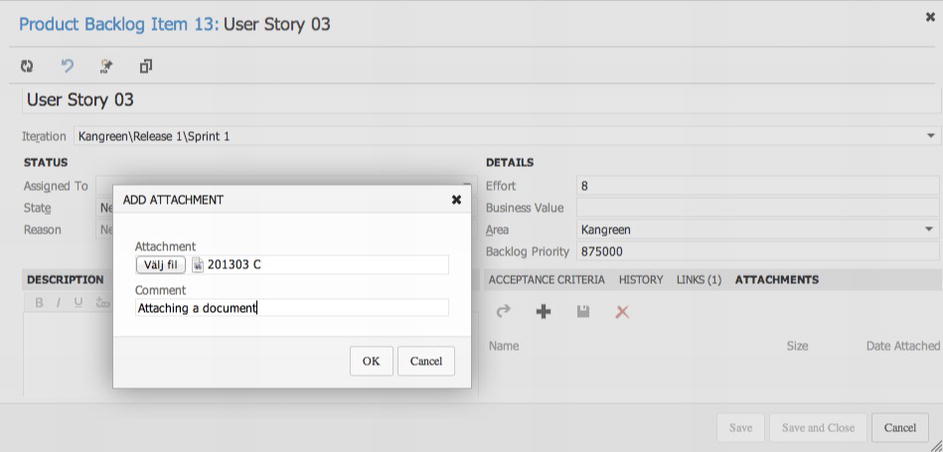 Product Backlog Item 13: User Story 03
User Story 03
Iteration Kangreen\Release 1\Sprint 1
STATUS
Assigned To
State Ne
Reason Ne
DETAILS
Effort 8
Business Value
Area Kangreen
Backlog Priority 875000
ADD ATTACHMENT
Attachment
Välj fil 201303 C
Comment
Attaching a document
OK Cancel
DESCRIPTION
B I U
ACCEPTANCE CRITERIA HISTORY LINKS (1) ATTACHMENTS
Name Size Date Attached
Save Save and Close Cancel